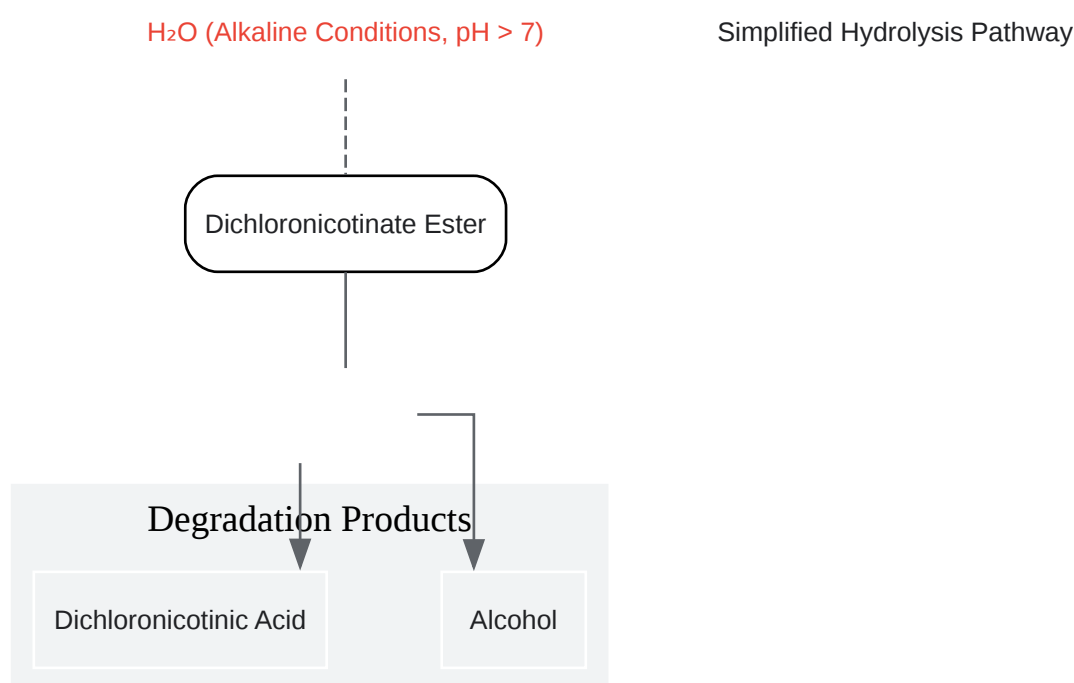 H₂O (Alkaline Conditions, pH > 7)
Simplified Hydrolysis Pathway
Dichloronicotinate Ester
Degradation Products
Dichloronicotinic Acid
Alcohol